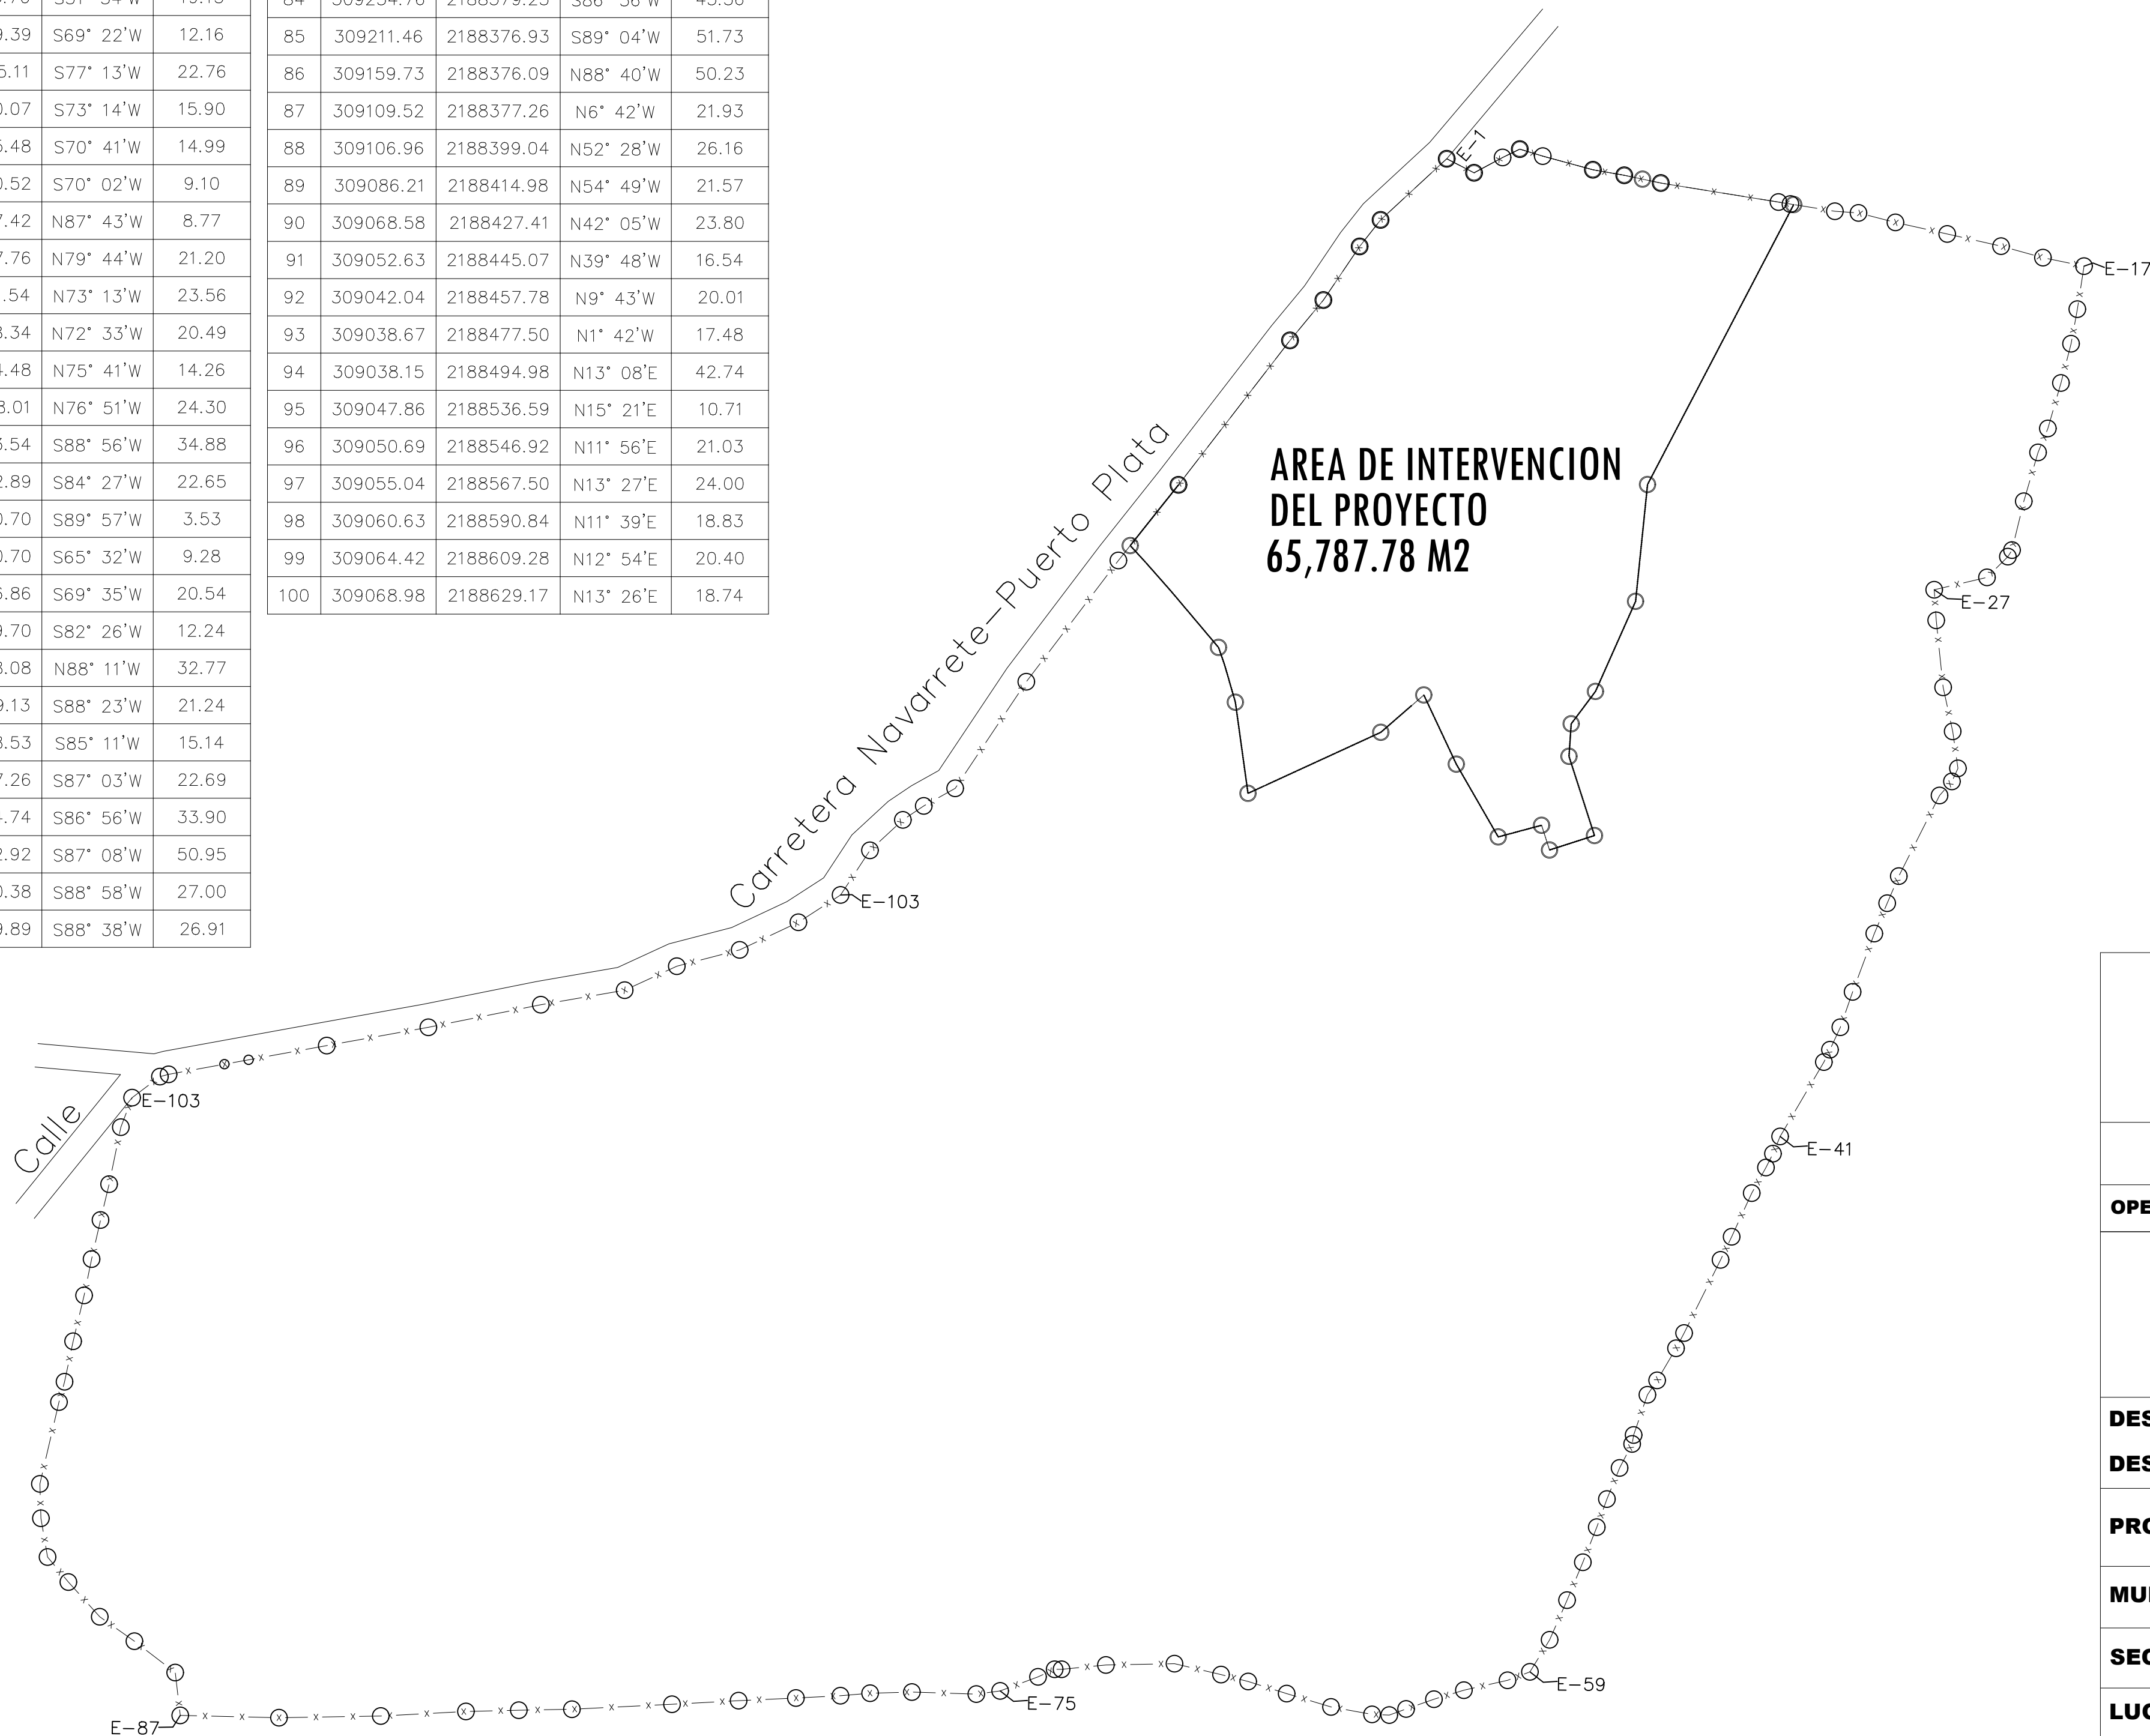 S69° 22'W 12.16
S77° 13'W 22.76
S73° 14'W 15.90
S70° 41'W 14.99
S70° 02'W 9.10
N87° 43'W 8.77
N79° 44'W 21.20
N73° 13'W 23.56
N72° 33'W 20.49
N75° 41'W 14.26
N76° 51'W 24.30
S88° 56'W 34.88
S84° 27'W 22.65
S89° 57'W 3.53
S65° 32'W 9.28
S69° 35'W 20.54
S82° 26'W 12.24
N88° 11'W 32.77
S88° 23'W 21.24
S85° 11'W 15.14
S87° 03'W 22.69
S86° 56'W 33.90
S87° 08'W 50.95
S88° 58'W 27.00
S88° 38'W 26.91
85 309211.46 2188376.93 S89° 04'W 51.73
86 309159.73 2188376.09 N88° 40'W 50.23
87 309109.52 2188377.26 N6° 42'W 21.93
88 309106.96 2188399.04 N52° 28'W 26.16
89 309086.21 2188414.98 N54° 49'W 21.57
90 309068.58 2188427.41 N42° 05'W 23.80
91 309052.63 2188445.07 N39° 48'W 16.54
92 309042.04 2188457.78 N9° 43'W 20.01
93 309038.67 2188477.50 N1° 42'W 17.48
94 309038.15 2188494.98 N13° 08'E 42.74
95 309047.86 2188536.59 N15° 21'E 10.71
96 309050.69 2188546.92 N11° 56'E 21.03
97 309055.04 2188567.50 N13° 27'E 24.00
98 309060.63 2188590.84 N11° 39'E 18.83
99 309064.42 2188609.28 N12° 54'E 20.40
100 309068.98 2188629.17 N13° 26'E 18.74
E-1
E-17
AREA DE INTERVENCION
DEL PROYECTO
65,787.78 M2
Carretera Navarrete-Puerto Plata
E-27
E-103
E-103
Calle
E-41
E-59
E-75
E-87